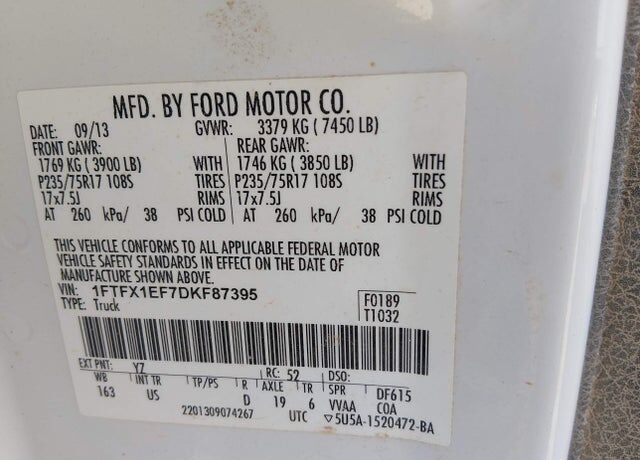 MFD. BY FORD MOTOR CO.
DATE: 09/13 GVWR: 3379 KG ( 7450 LB)
FRONT GAWR: REAR GAWR:
1769 KG ( 3900 LB) WITH 1746 KG ( 3850 LB) WITH
P235/75R17 108S TIRES P235/75R17 108S TIRES
17x7.5J RIMS 17x7.5J RIMS
AT 260 kPa/ 38 PSI COLD AT 260 kPa/ 38 PSI COLD
THIS VEHICLE CONFORMS TO ALL APPLICABLE FEDERAL MOTOR
VEHICLE SAFETY STANDARDS IN EFFECT ON THE DATE OF
MANUFACTURE SHOWN ABOVE.
VIN: 1FTFX1EF7DKF87395 F0189
TYPE: Truck T1032
EXT PNT: YZ RC: 52 DSO:
WB INT TR TP/PS R AXLE TR SPR DF615
163 US D 19 6 VVAA COA
2201309074267 UTC ▽5U5A-1520472-BA